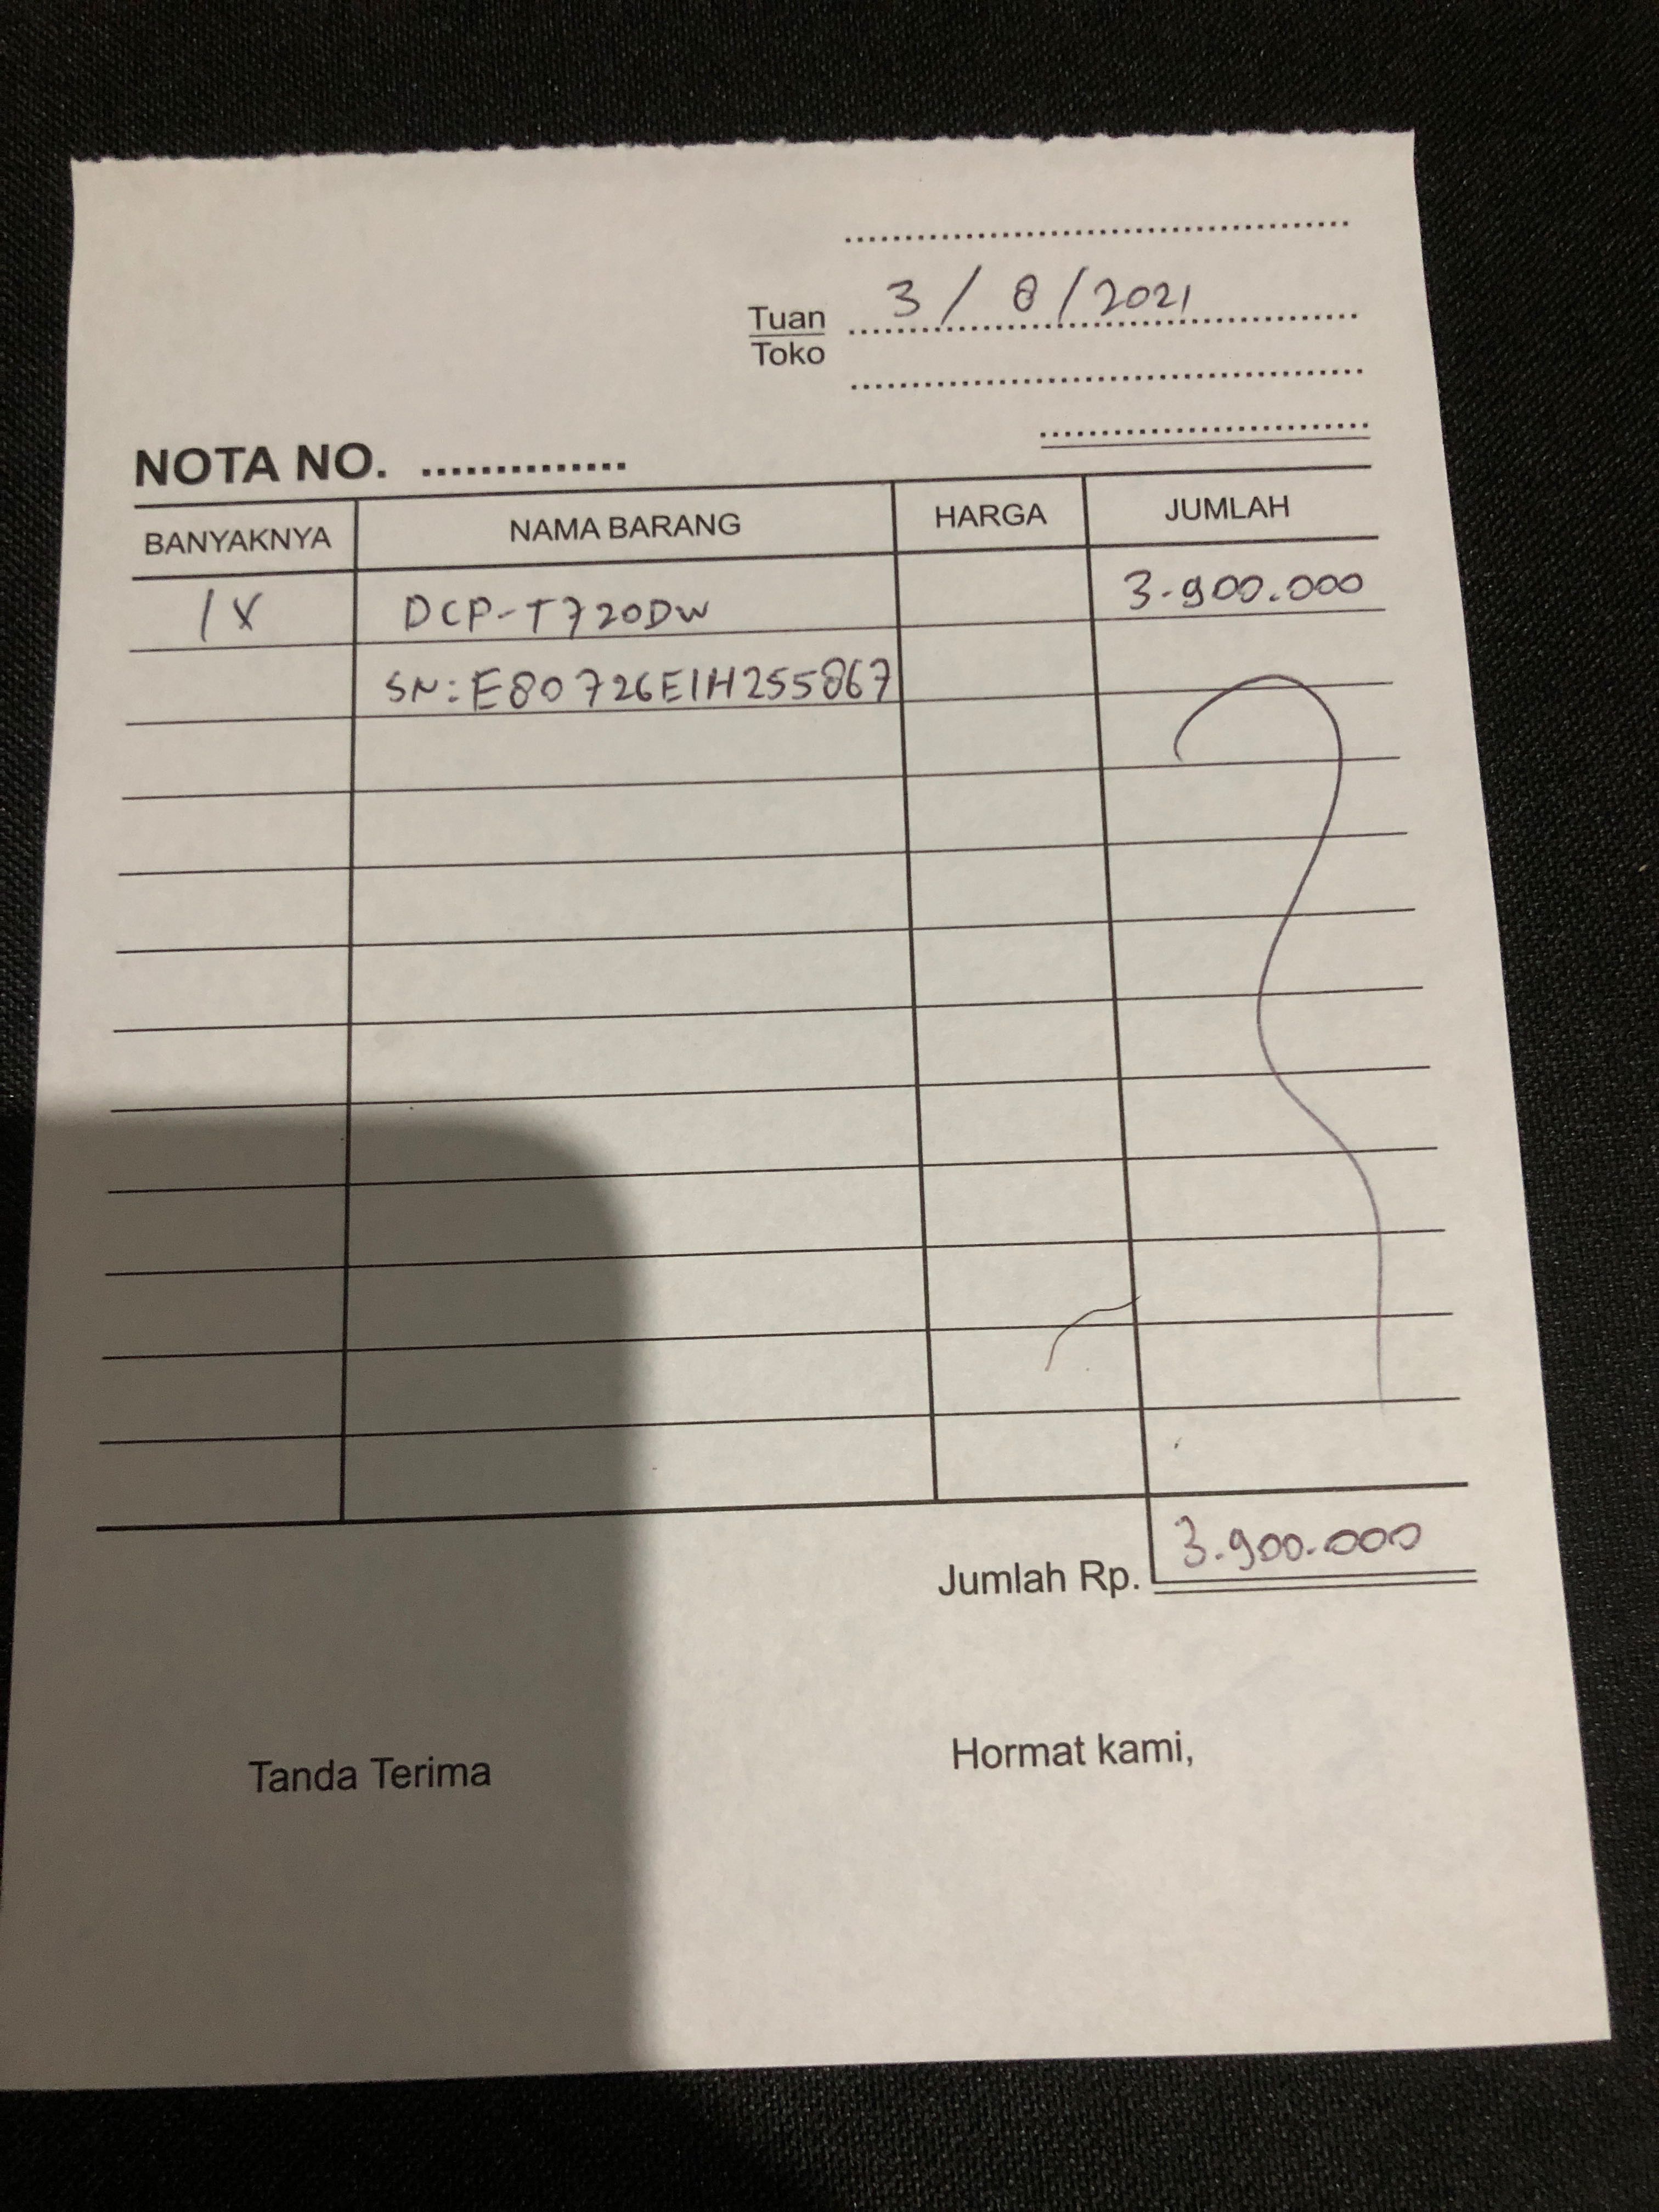 3 / 8 / 2021
Tuan
Toko
NOTA NO.
BANYAKNYA NAMA BARANG HARGA JUMLAH
1X DCP-T720DW 3.900.000
SN: E80726E1H255867
Jumlah Rp. 3.900.000
Tanda Terima Hormat kami,